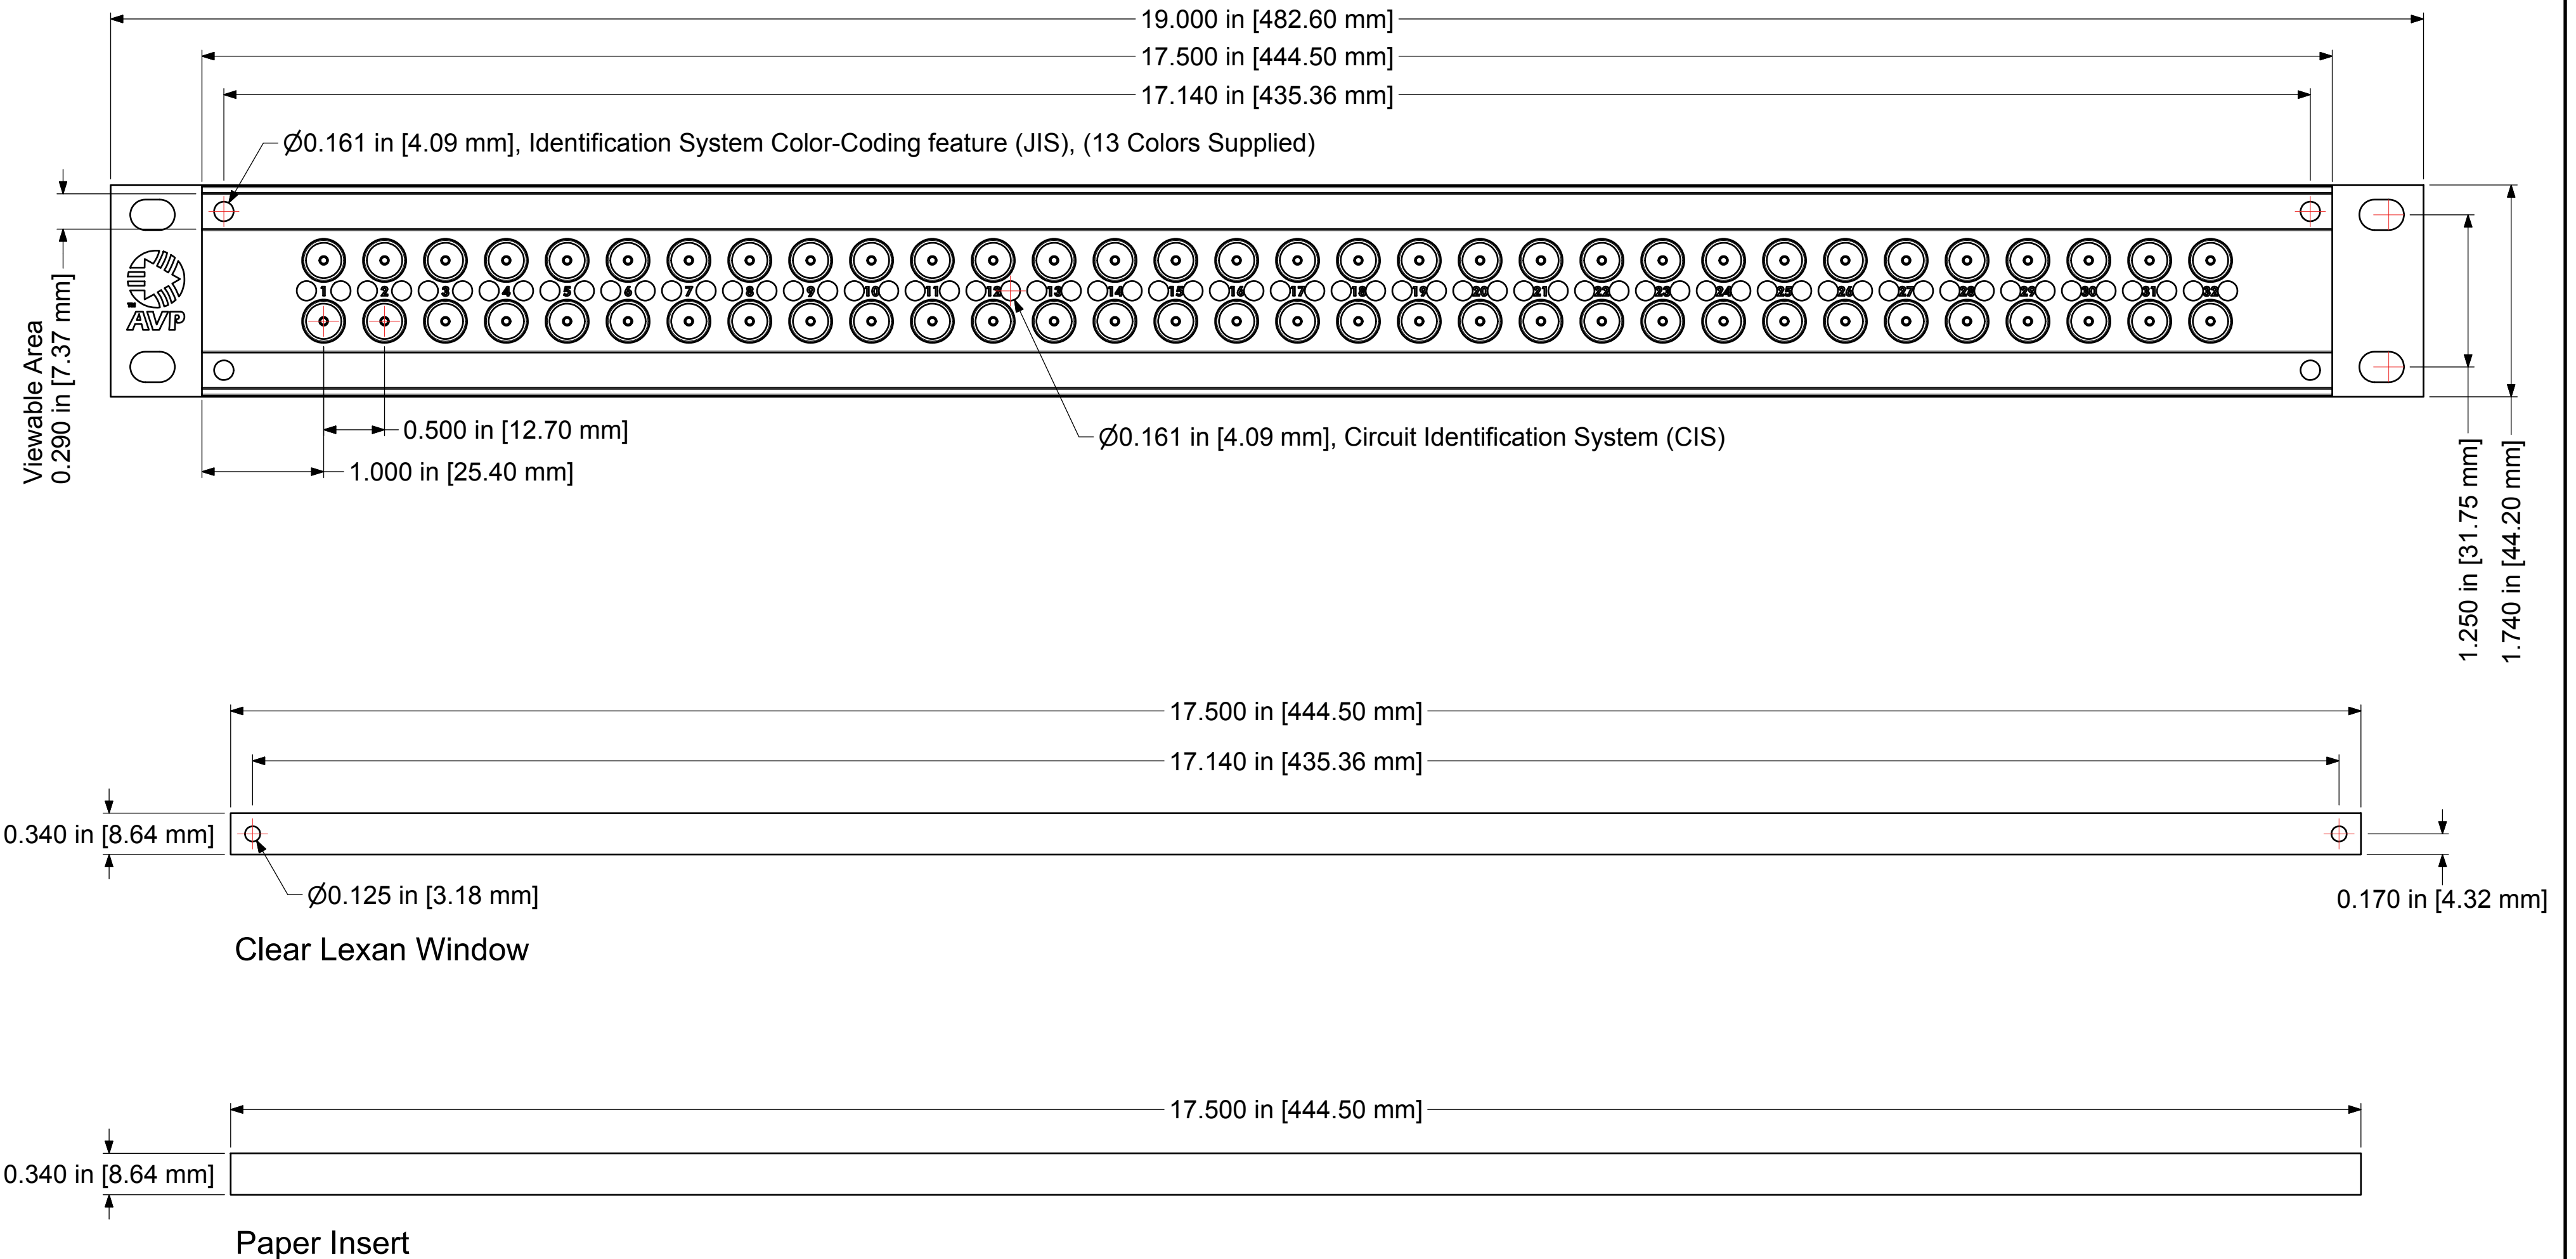 19.000 in [482.60 mm]
17.500 in [444.50 mm]
17.140 in [435.36 mm]
Ø0.161 in [4.09 mm], Identification System Color-Coding feature (JIS), (13 Colors Supplied)
Viewable Area
0.290 in [7.37 mm]
1 2 3 4 5 6 7 8 9 10 11 12 13 14 15 16 17 18 19 20 21 22 23 24 25 26 27 28 29 30 31 32
AVP
0.500 in [12.70 mm]
Ø0.161 in [4.09 mm], Circuit Identification System (CIS)
1.000 in [25.40 mm]
1.250 in [31.75 mm]
1.740 in [44.20 mm]
17.500 in [444.50 mm]
17.140 in [435.36 mm]
0.340 in [8.64 mm]
Ø0.125 in [3.18 mm]
0.170 in [4.32 mm]
Clear Lexan Window
17.500 in [444.50 mm]
0.340 in [8.64 mm]
Paper Insert